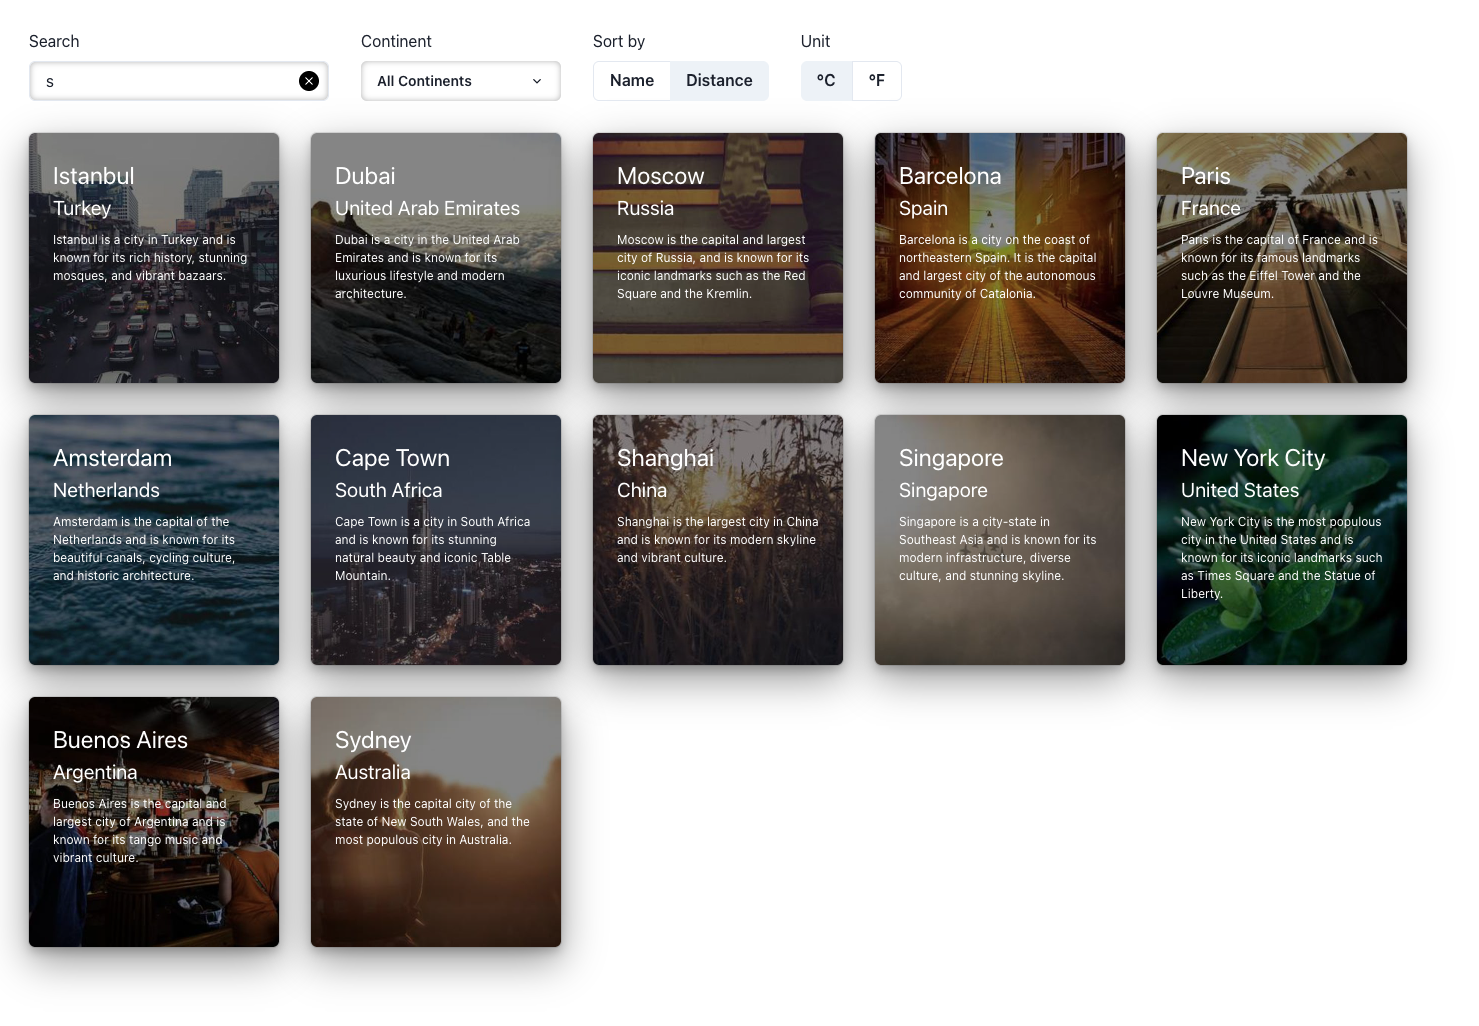 Search
Continent
Sort by
Unit
s
All Continents
Name
Distance
°C
°F
Istanbul
Turkey
Istanbul is a city in Turkey and is
known for its rich history, stunning
mosques, and vibrant bazaars.
Dubai
United Arab Emirates
Dubai is a city in the United Arab
Emirates and is known for its
luxurious lifestyle and modern
architecture.
Moscow
Russia
Moscow is the capital and largest
city of Russia, and is known for its
iconic landmarks such as the Red
Square and the Kremlin.
Barcelona
Spain
Barcelona is a city on the coast of
northeastern Spain. It is the capital
and largest city of the autonomous
community of Catalonia.
Paris
France
Paris is the capital of France and is
known for its famous landmarks
such as the Eiffel Tower and the
Louvre Museum.
Amsterdam
Netherlands
Amsterdam is the capital of the
Netherlands and is known for its
beautiful canals, cycling culture,
and historic architecture.
Cape Town
South Africa
Cape Town is a city in South Africa
and is known for its stunning
natural beauty and iconic Table
Mountain.
Shanghai
China
Shanghai is the largest city in China
and is known for its modern skyline
and vibrant culture.
Singapore
Singapore
Singapore is a city-state in
Southeast Asia and is known for its
modern infrastructure, diverse
culture, and stunning skyline.
New York City
United States
New York City is the most populous
city in the United States and is
known for its iconic landmarks such
as Times Square and the Statue of
Liberty.
Buenos Aires
Argentina
Buenos Aires is the capital and
largest city of Argentina and is
known for its tango music and
vibrant culture.
Sydney
Australia
Sydney is the capital city of the
state of New South Wales, and the
most populous city in Australia.